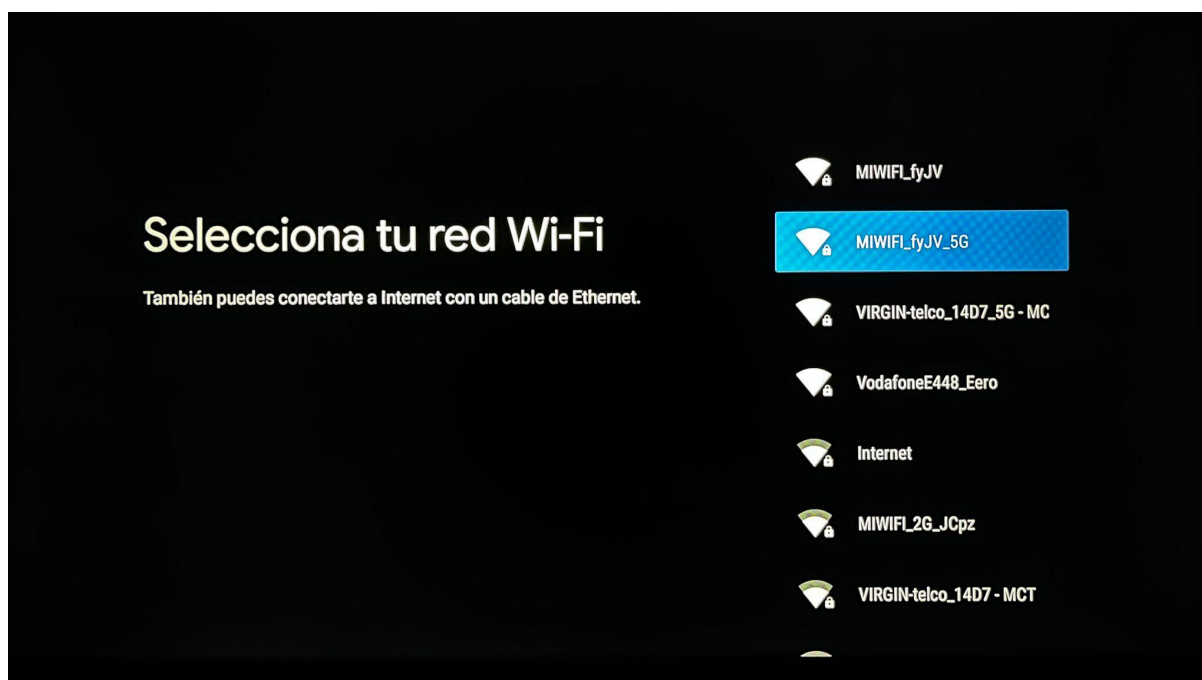 Selecciona tu red Wi-Fi
También puedes conectarte a Internet con un cable de Ethernet.
MIWIFI_fyJV
MIWIFI_fyJV_5G
VIRGIN-telco_14D7_5G - MC
VodafoneE448_Eero
Internet
MIWIFI_2G_JCpz
VIRGIN-telco_14D7 - MCT